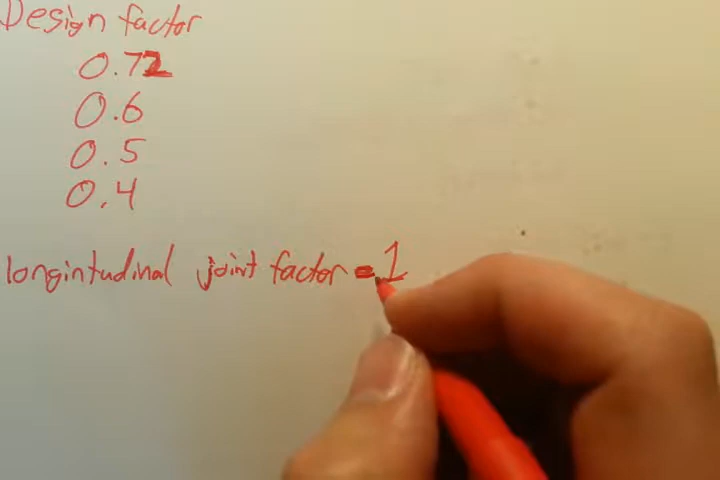 Design factor
0.72
0.6
0.5
0.4
longintudinal joint factor = 1